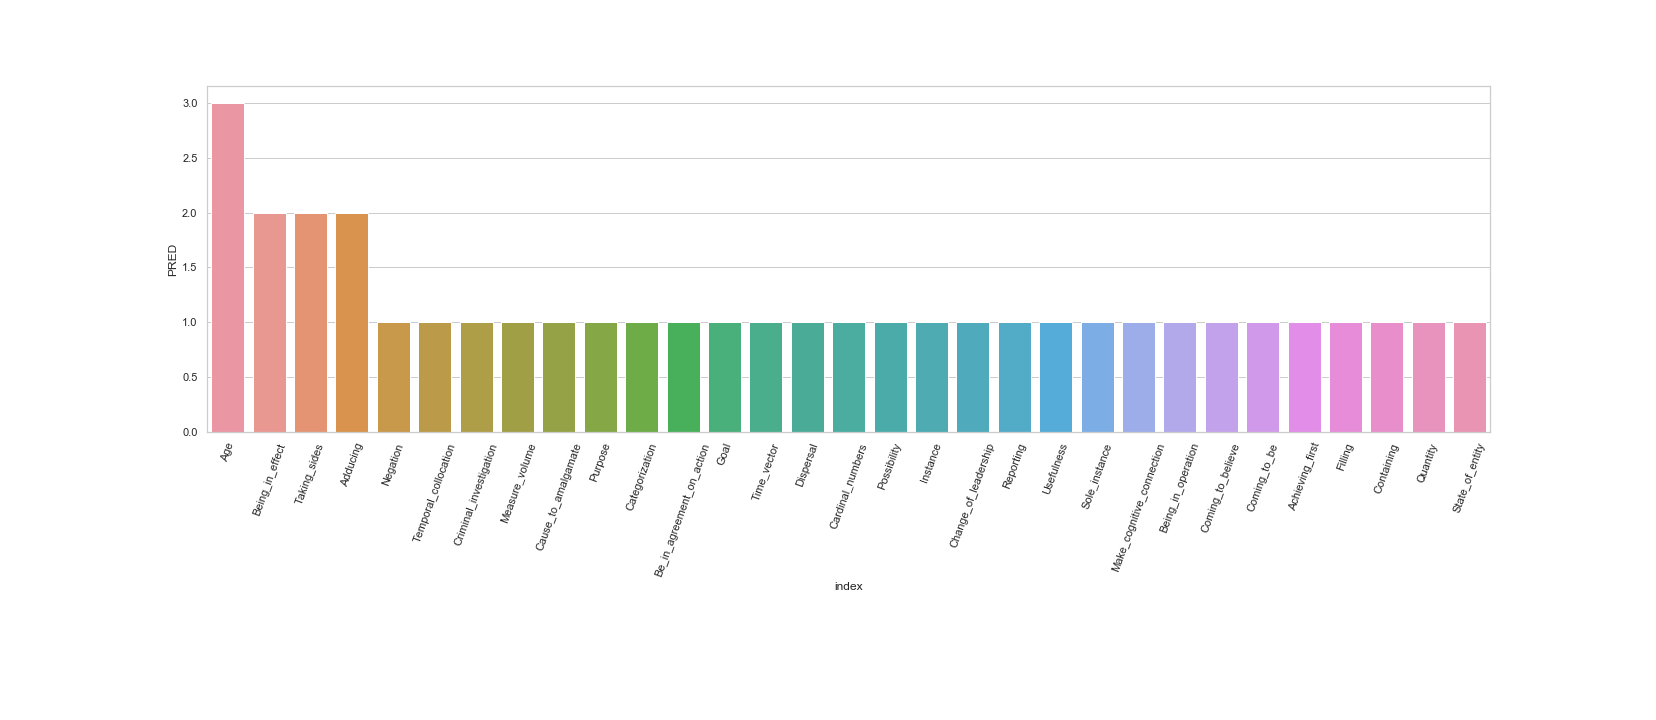 3.0
2.5
2.0
1.5
1.0
0.5
0.0
PRED
Age
Being_in_effect
Taking_sides
Adducing
Negation
Temporal_collocation
Criminal_investigation
Measure_volume
Cause_to_amalgamate
Purpose
Categorization
Be_in_agreement_on_action
Goal
Time_vector
Dispersal
Cardinal_numbers
Possibility
Instance
Change_of_leadership
Reporting
Usefulness
Sole_instance
Make_cognitive_connection
Being_in_operation
Coming_to_believe
Coming_to_be
Achieving_first
Filling
Containing
Quantity
State_of_entity
index